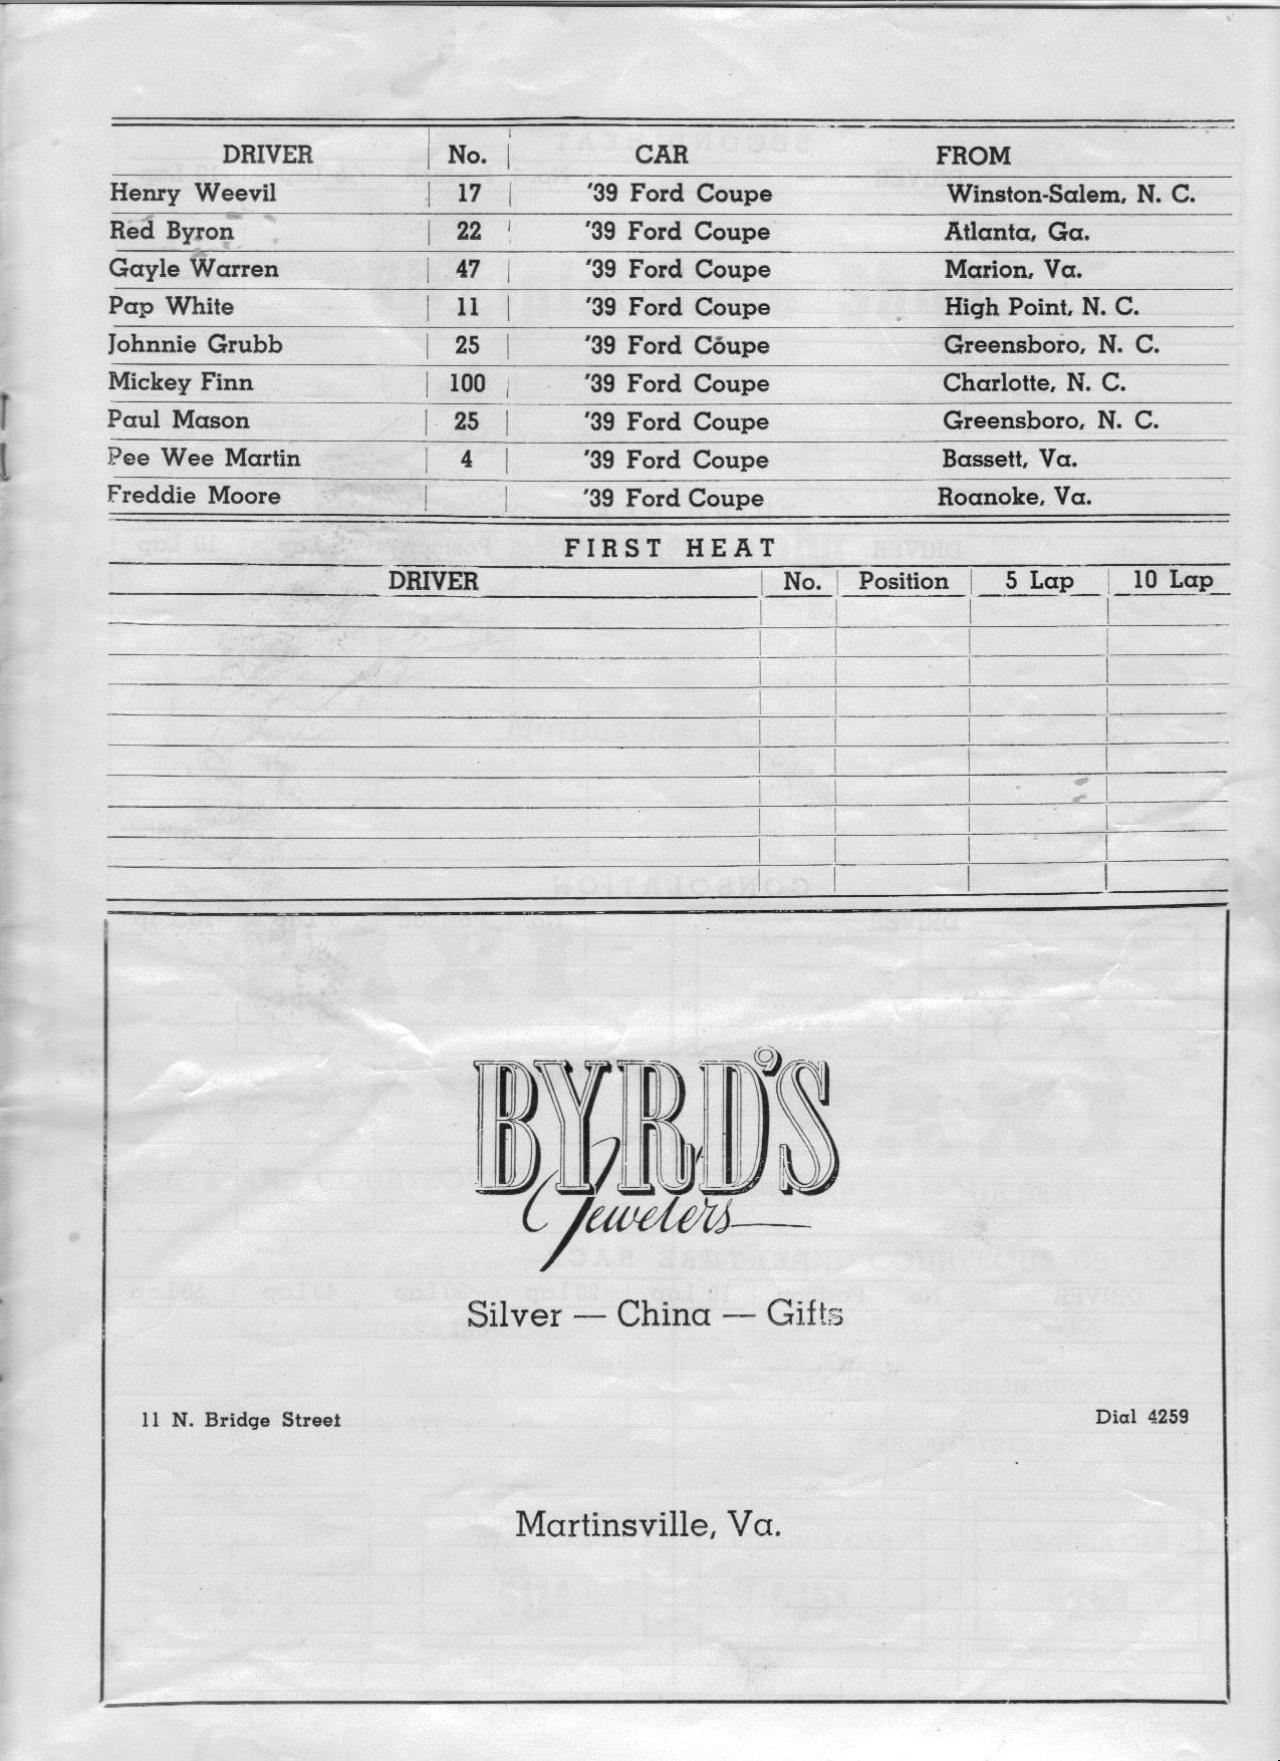 DRIVER No. CAR FROM
Henry Weevil 17 '39 Ford Coupe Winston-Salem, N. C.
Red Byron 22 '39 Ford Coupe Atlanta, Ga.
Gayle Warren 47 '39 Ford Coupe Marion, Va.
Pap White 11 '39 Ford Coupe High Point, N. C.
Johnnie Grubb 25 '39 Ford Coupe Greensboro, N. C.
Mickey Finn 100 '39 Ford Coupe Charlotte, N. C.
Paul Mason 25 '39 Ford Coupe Greensboro, N. C.
Pee Wee Martin 4 '39 Ford Coupe Bassett, Va.
Freddie Moore '39 Ford Coupe Roanoke, Va.
FIRST HEAT
DRIVER No. Position 5 Lap 10 Lap
BYRD'S
Jewelers
Silver — China — Gifts
11 N. Bridge Street Dial 4259
Martinsville, Va.